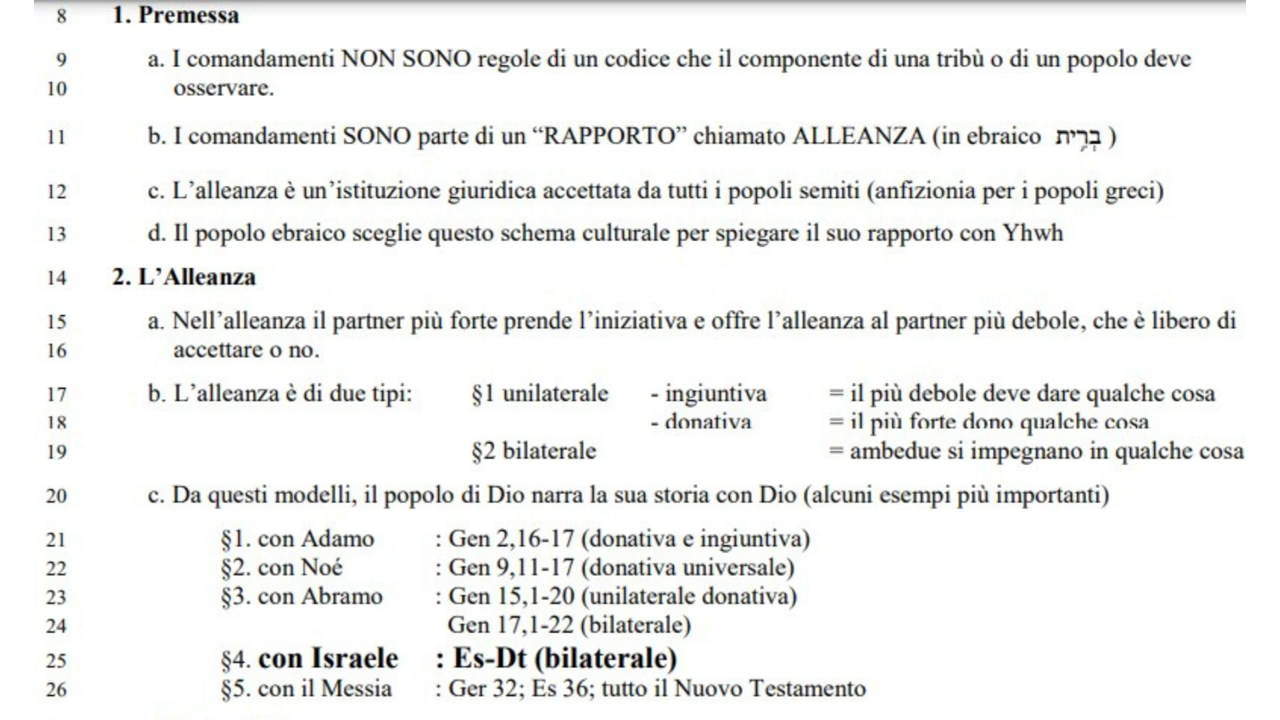 8 1. Premessa
9 a. I comandamenti NON SONO regole di un codice che il componente di una tribù o di un popolo deve
10 osservare.
11 b. I comandamenti SONO parte di un “RAPPORTO” chiamato ALLEANZA (in ebraico בְּרִית )
12 c. L’alleanza è un’istituzione giuridica accettata da tutti i popoli semiti (anfizionia per i popoli greci)
13 d. Il popolo ebraico sceglie questo schema culturale per spiegare il suo rapporto con Yhwh
14 2. L’Alleanza
15 a. Nell’alleanza il partner più forte prende l’iniziativa e offre l’alleanza al partner più debole, che è libero di
16 accettare o no.
17 b. L’alleanza è di due tipi: §1 unilaterale - ingiuntiva = il più debole deve dare qualche cosa
18 - donativa = il più forte dono qualche cosa
19 §2 bilaterale = ambedue si impegnano in qualche cosa
20 c. Da questi modelli, il popolo di Dio narra la sua storia con Dio (alcuni esempi più importanti)
21 §1. con Adamo : Gen 2,16-17 (donativa e ingiuntiva)
22 §2. con Noé : Gen 9,11-17 (donativa universale)
23 §3. con Abramo : Gen 15,1-20 (unilaterale donativa)
24 Gen 17,1-22 (bilaterale)
25 §4. con Israele : Es-Dt (bilaterale)
26 §5. con il Messia : Ger 32; Es 36; tutto il Nuovo Testamento